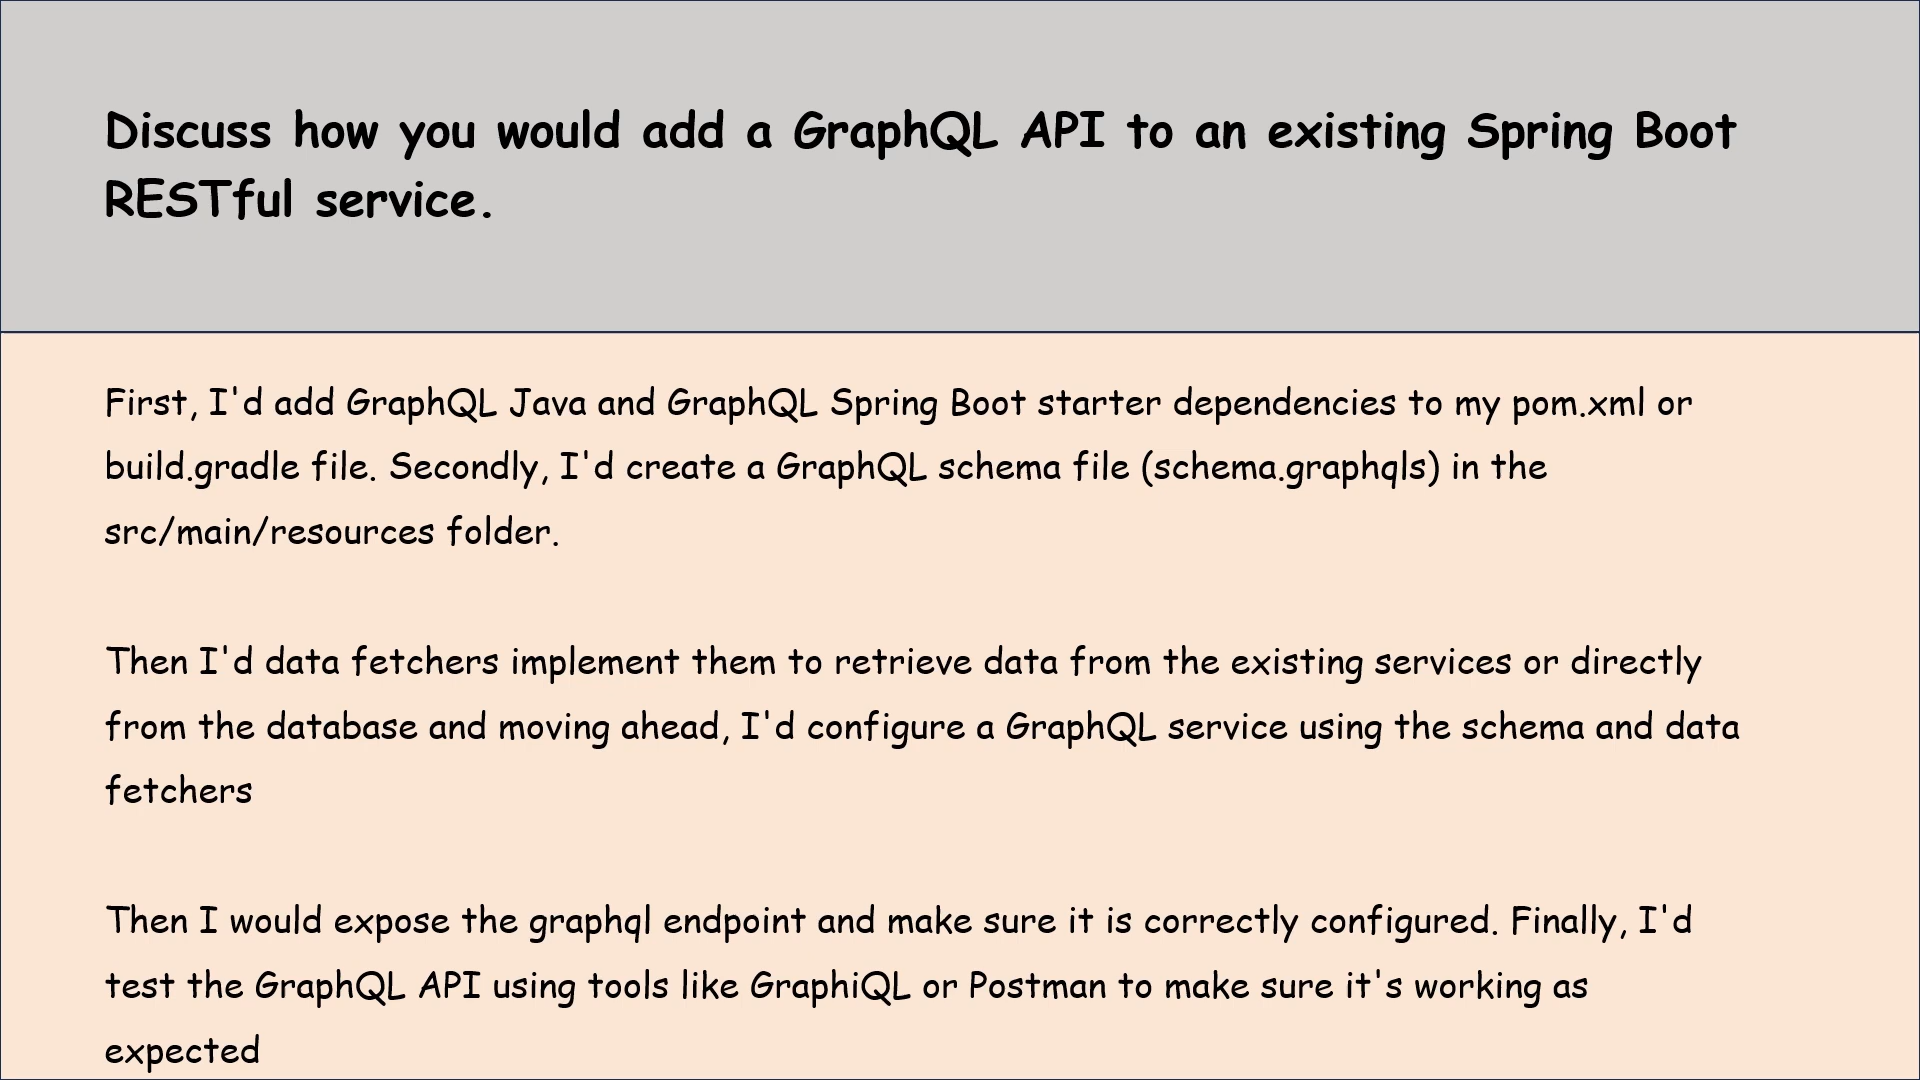 Discuss how you would add a GraphQL API to an existing Spring Boot
RESTful service.
First, I'd add GraphQL Java and GraphQL Spring Boot starter dependencies to my pom.xml or
build.gradle file. Secondly, I'd create a GraphQL schema file (schema.graphqls) in the
src/main/resources folder.
Then I'd data fetchers implement them to retrieve data from the existing services or directly
from the database and moving ahead, I'd configure a GraphQL service using the schema and data
fetchers
Then I would expose the graphql endpoint and make sure it is correctly configured. Finally, I'd
test the GraphQL API using tools like GraphiQL or Postman to make sure it's working as
expected